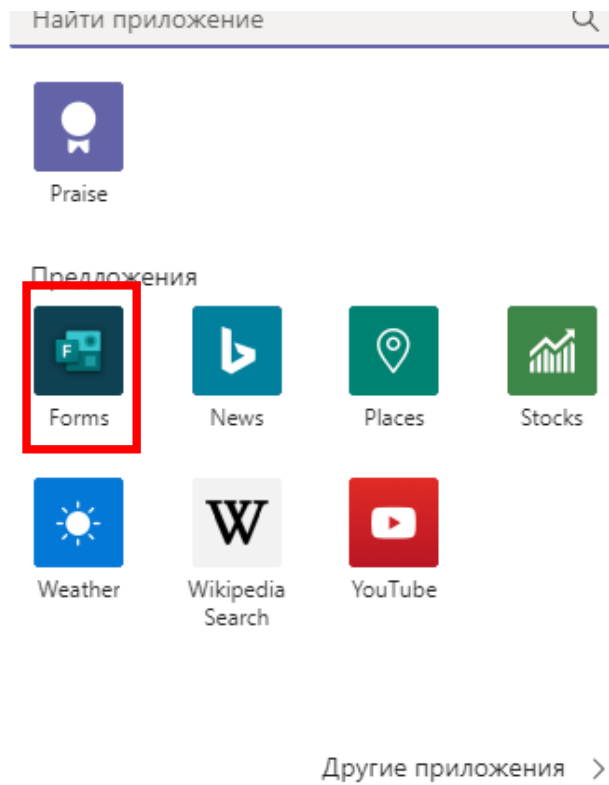 Найти приложение
Praise
Предложения
F
Forms
News
Places
Stocks
W
Weather
Wikipedia
Search
YouTube
Другие приложения